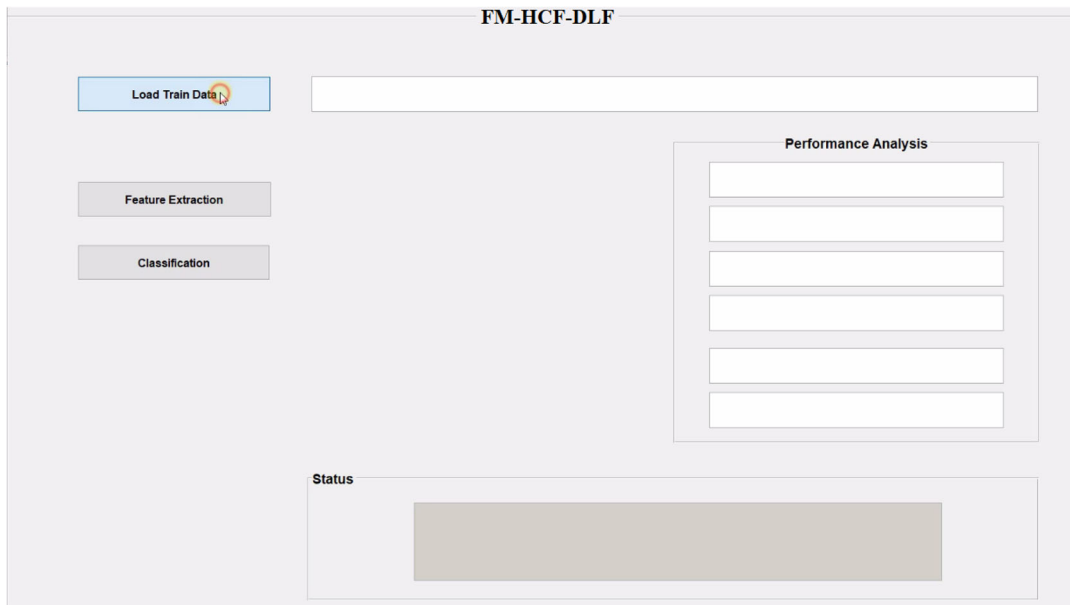 FM-HCF-DLF
Load Train Data
Performance Analysis
Feature Extraction
Classification
Status